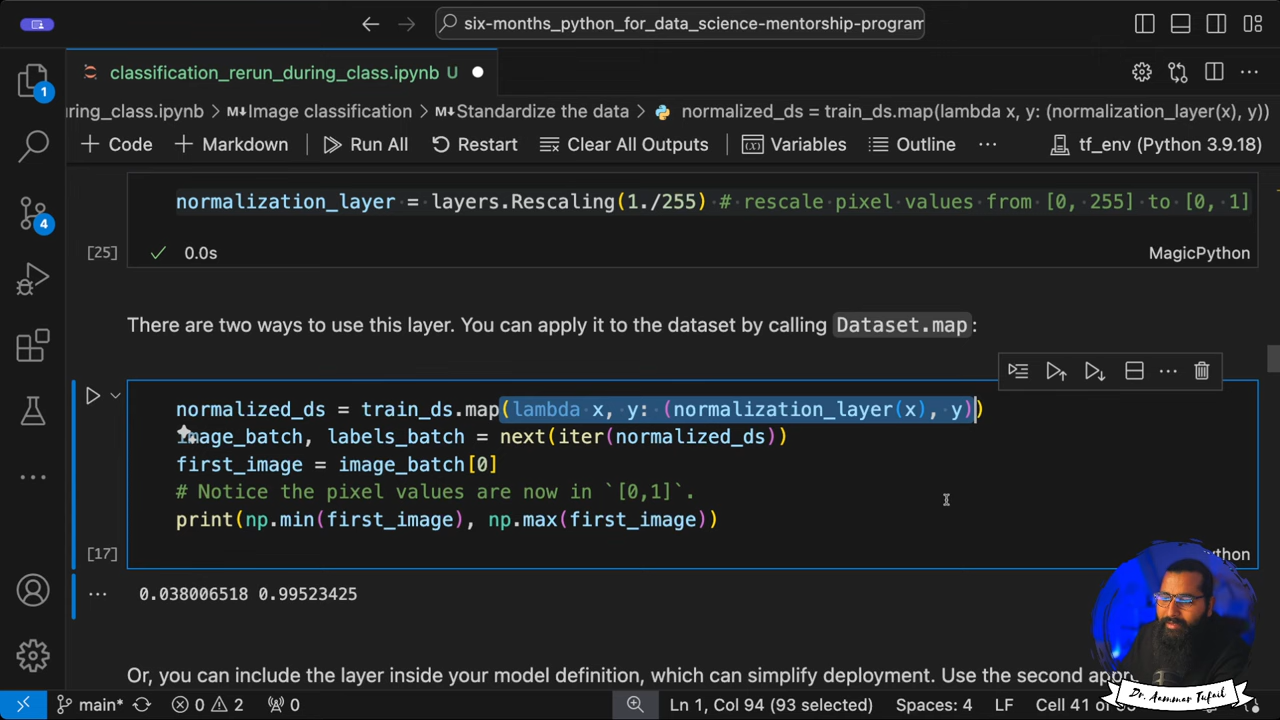 six-months_python_for_data_science-mentorship-program
classification_rerun_during_class.ipynb U
ring_class.ipynb > Image classification > Standardize the data > normalized_ds = train_ds.map(lambda x, y: (normalization_layer(x), y))
+ Code + Markdown Run All Restart Clear All Outputs Variables Outline ··· tf_env (Python 3.9.18)
1
4
normalization_layer = layers.Rescaling(1./255) # rescale pixel values from [0, 255] to [0, 1]
[25] 0.0s MagicPython
There are two ways to use this layer. You can apply it to the dataset by calling Dataset.map:
normalized_ds = train_ds.map(lambda x, y: (normalization_layer(x), y))
image_batch, labels_batch = next(iter(normalized_ds))
first_image = image_batch[0]
# Notice the pixel values are now in `[0,1]`.
print(np.min(first_image), np.max(first_image))
[17] ython
0.038006518 0.99523425
Or, you can include the layer inside your model definition, which can simplify deployment. Use the second
Dr. Aammar Tufail
main* 0 2 0 Ln 1, Col 94 (93 selected) Spaces: 4 LF Cell 41 of